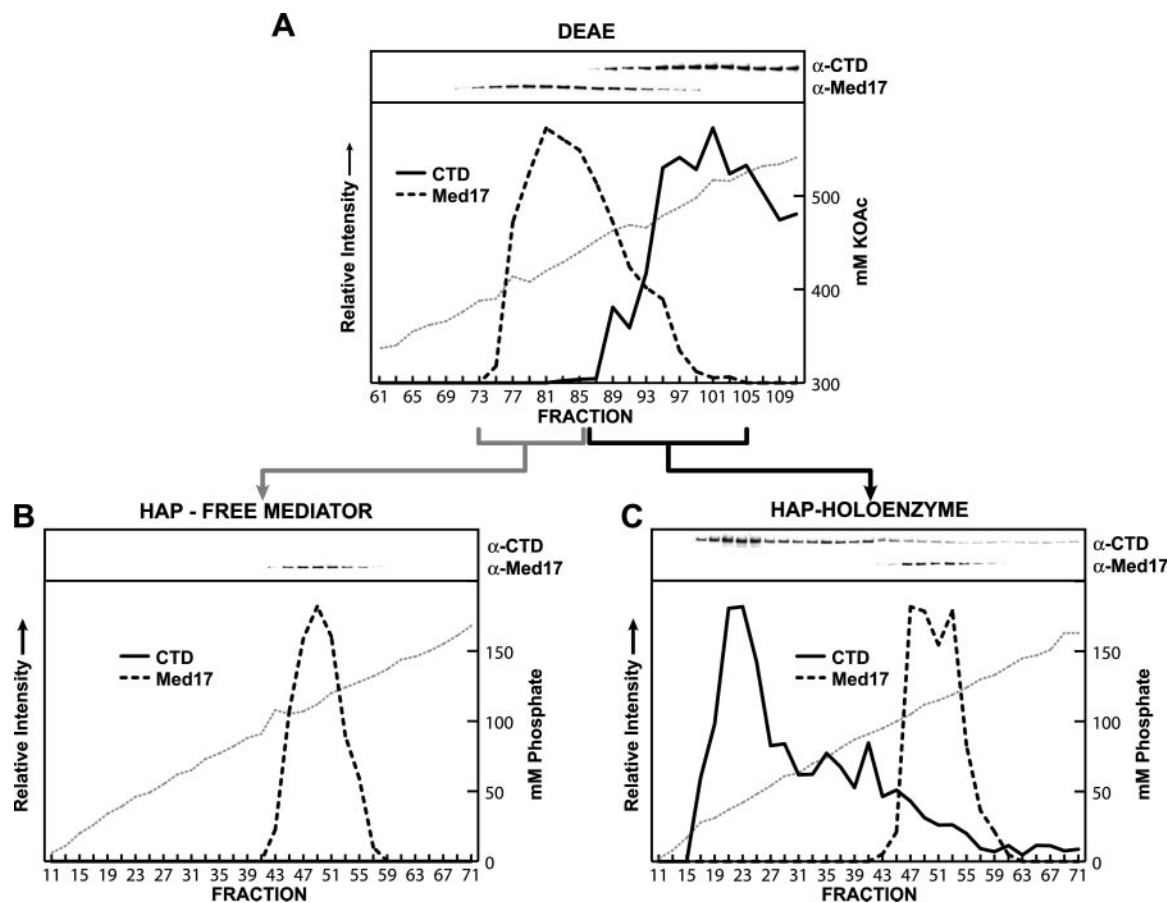 A
DEAE
α-CTD
α-Med17
CTD
Med17
Relative Intensity
500
400
300
mM KOAc
61 65 69 73 77 81 85 89 93 97 101 105 109
FRACTION
B
HAP - FREE MEDIATOR
α-CTD
α-Med17
CTD
Med17
Relative Intensity
150
100
50
0
mM Phosphate
11 15 19 23 27 31 35 39 43 47 51 55 59 63 67 71
FRACTION
C
HAP-HOLOENZYME
α-CTD
α-Med17
CTD
Med17
Relative Intensity
150
100
50
0
mM Phosphate
11 15 19 23 27 31 35 39 43 47 51 55 59 63 67 71
FRACTION